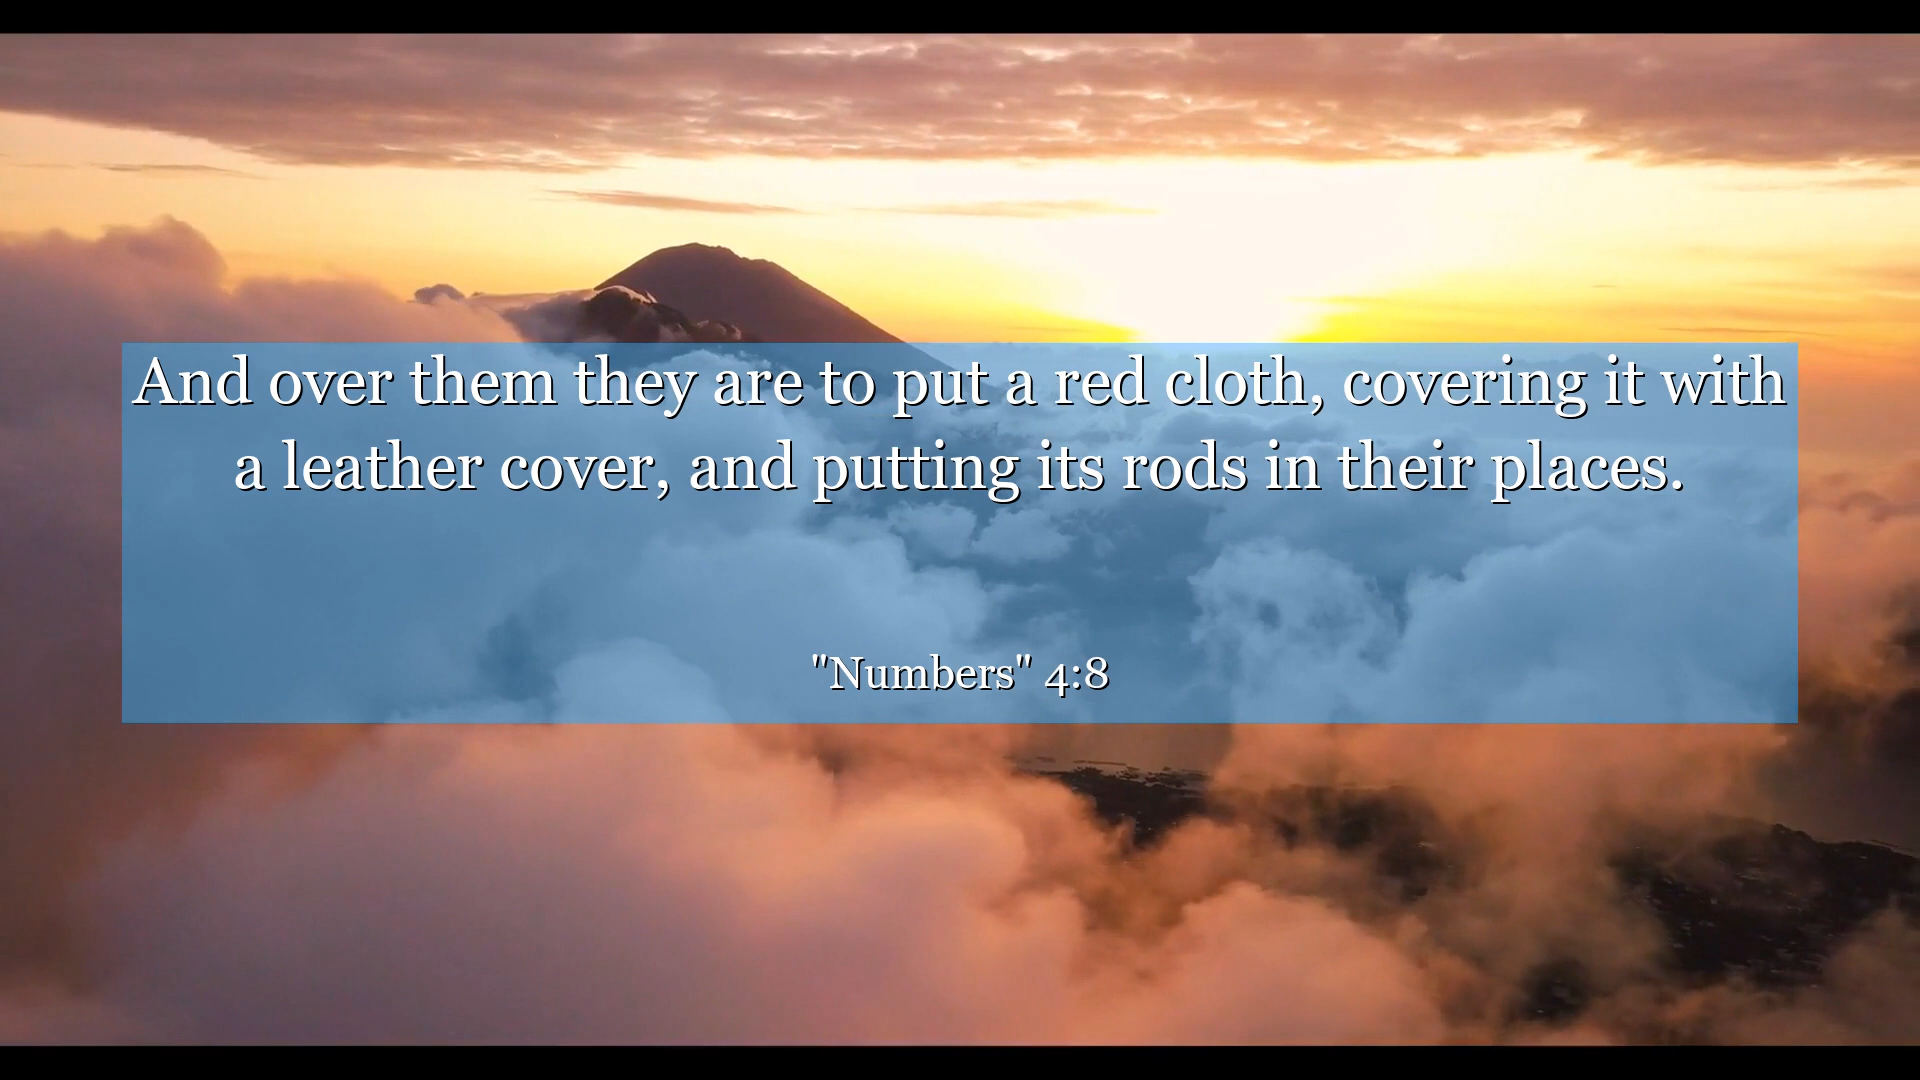 And over them they are to put a red cloth, covering it with
a leather cover, and putting its rods in their places.
"Numbers" 4:8